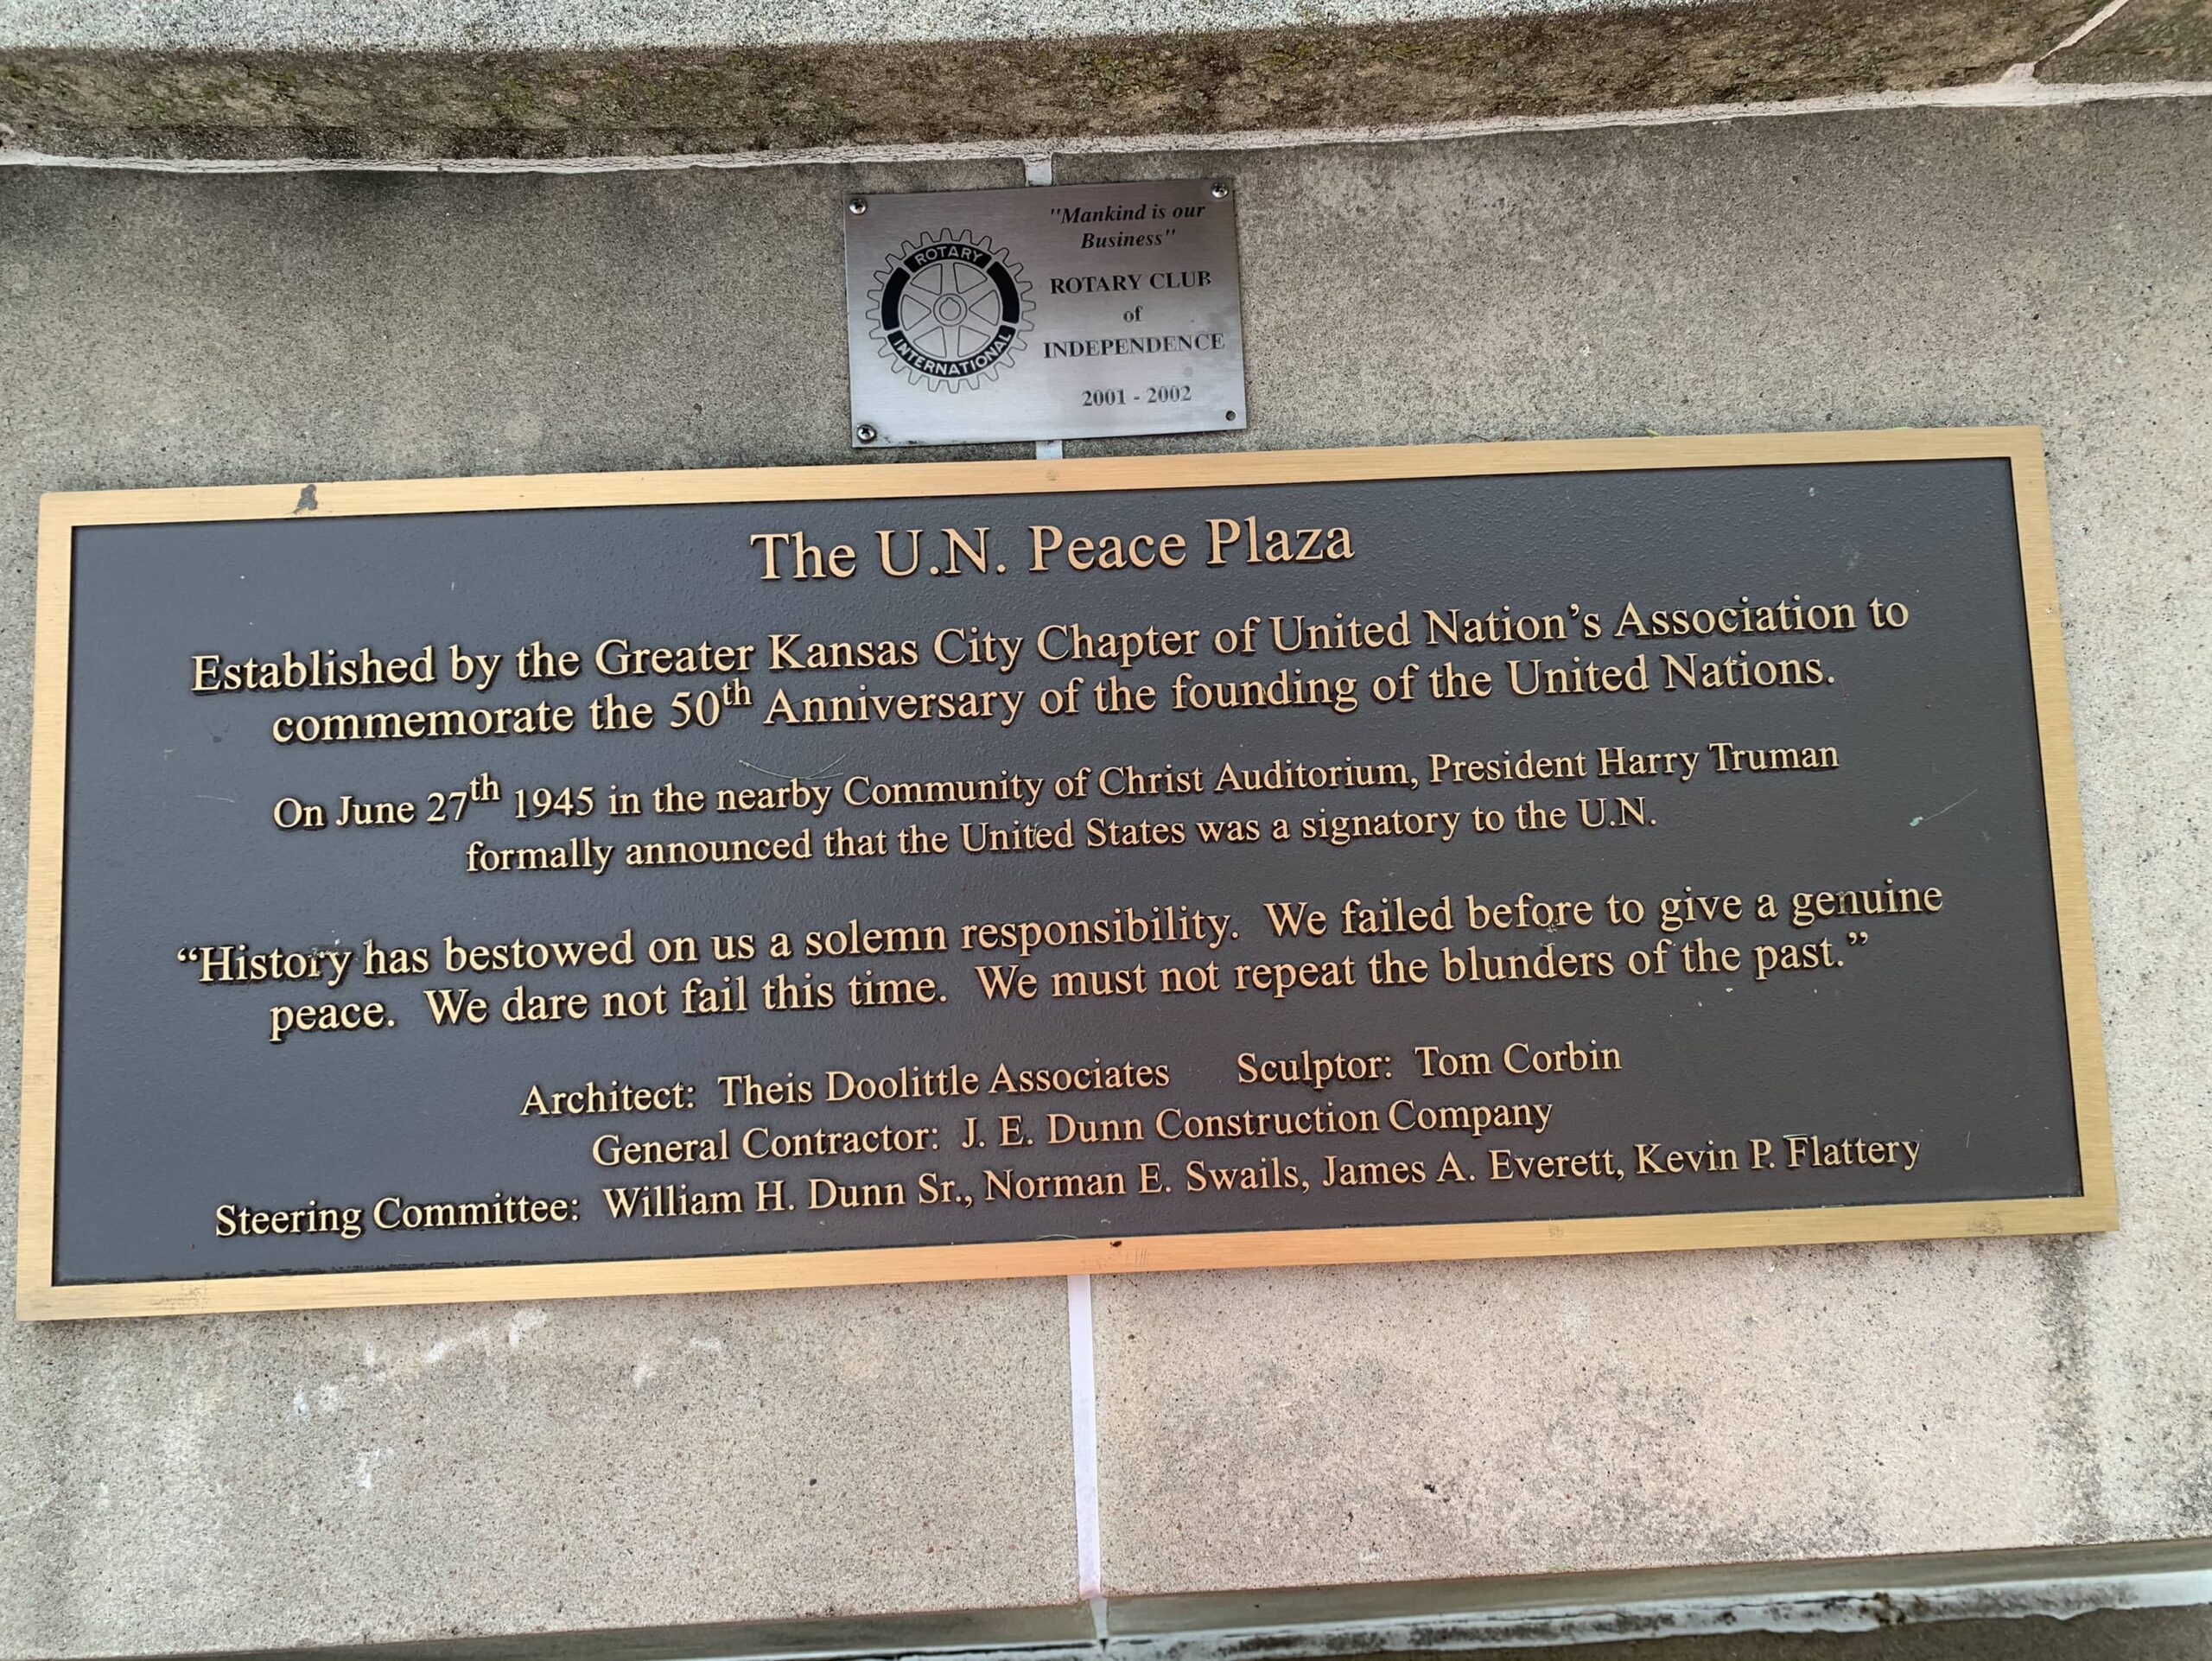 "Mankind is our
Business"
ROTARY CLUB
of
INDEPENDENCE
2001 - 2002
ROTARY
INTERNATIONAL
The U.N. Peace Plaza
Established by the Greater Kansas City Chapter of United Nation’s Association to
commemorate the 50th Anniversary of the founding of the United Nations.
On June 27th 1945 in the nearby Community of Christ Auditorium, President Harry Truman
formally announced that the United States was a signatory to the U.N.
“History has bestowed on us a solemn responsibility. We failed before to give a genuine
peace. We dare not fail this time. We must not repeat the blunders of the past.”
Architect: Theis Doolittle Associates Sculptor: Tom Corbin
General Contractor: J. E. Dunn Construction Company
Steering Committee: William H. Dunn Sr., Norman E. Swails, James A. Everett, Kevin P. Flattery